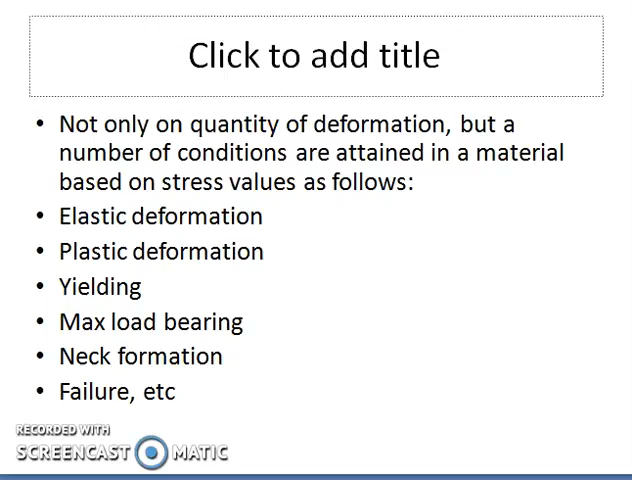 Click to add title
• Not only on quantity of deformation, but a
number of conditions are attained in a material
based on stress values as follows:
• Elastic deformation
• Plastic deformation
• Yielding
• Max load bearing
• Neck formation
• Failure, etc
RECORDED WITH
SCREENCAST MATIC